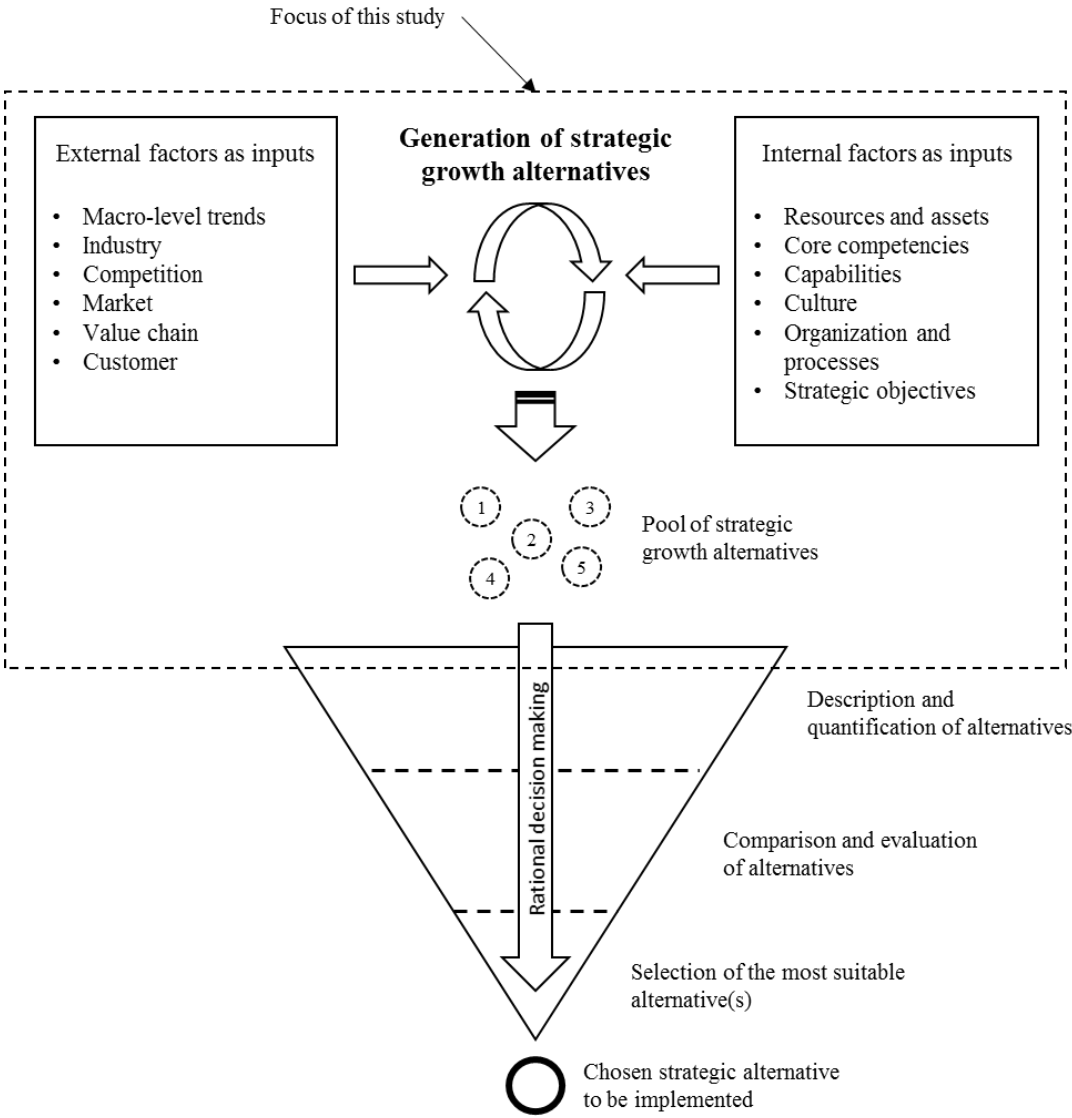 Focus of this study
Generation of strategic
growth alternatives
External factors as inputs
• Macro-level trends
• Industry
• Competition
• Market
• Value chain
• Customer
Internal factors as inputs
• Resources and assets
• Core competencies
• Capabilities
• Culture
• Organization and
processes
• Strategic objectives
1
3
2
4
5
Pool of strategic
growth alternatives
Rational decision making
Description and
quantification of alternatives
Comparison and evaluation
of alternatives
Selection of the most suitable
alternative(s)
Chosen strategic alternative
to be implemented